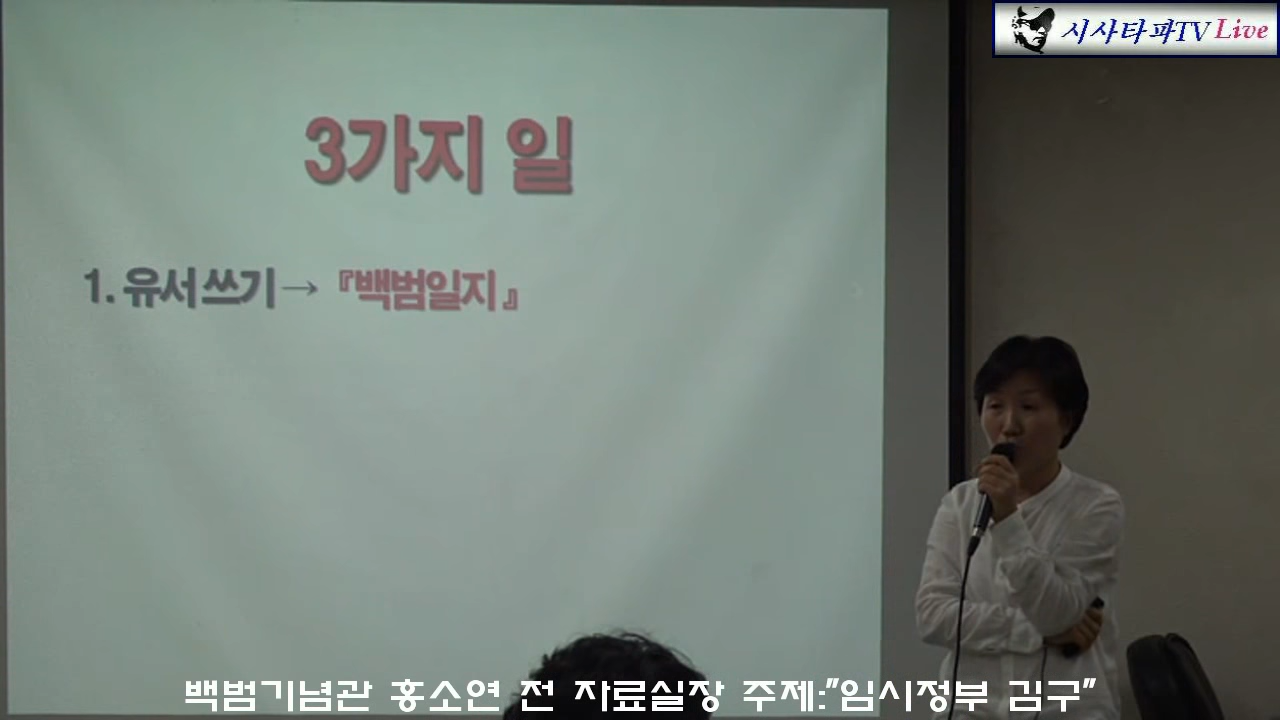 시사타파TV Live
3가지 일
1. 유서 쓰기→ 『백범일지』
백범기념관 홍소연 전 자료실장 주제:"임시정부 김구"